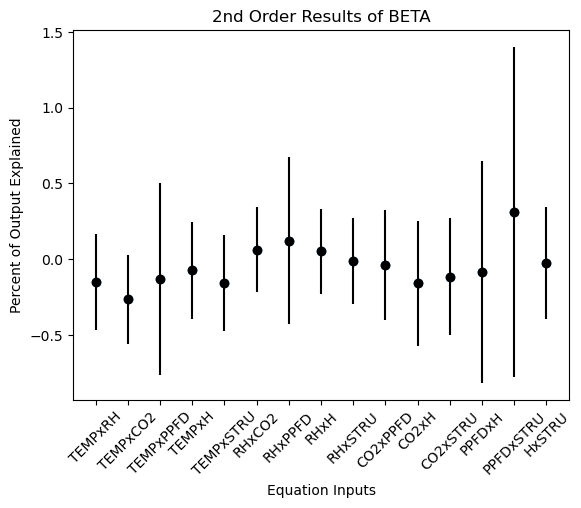 2nd Order Results of BETA
Percent of Output Explained
1.5
1.0
0.5
0.0
−0.5
TEMPxRH
TEMPxCO2
TEMPxPPFD
TEMPxH
TEMPxSTRU
RHxCO2
RHxPPFD
RHxH
RHxSTRU
CO2xPPFD
CO2xH
CO2xSTRU
PPFDxH
PPFDxSTRU
HxSTRU
Equation Inputs